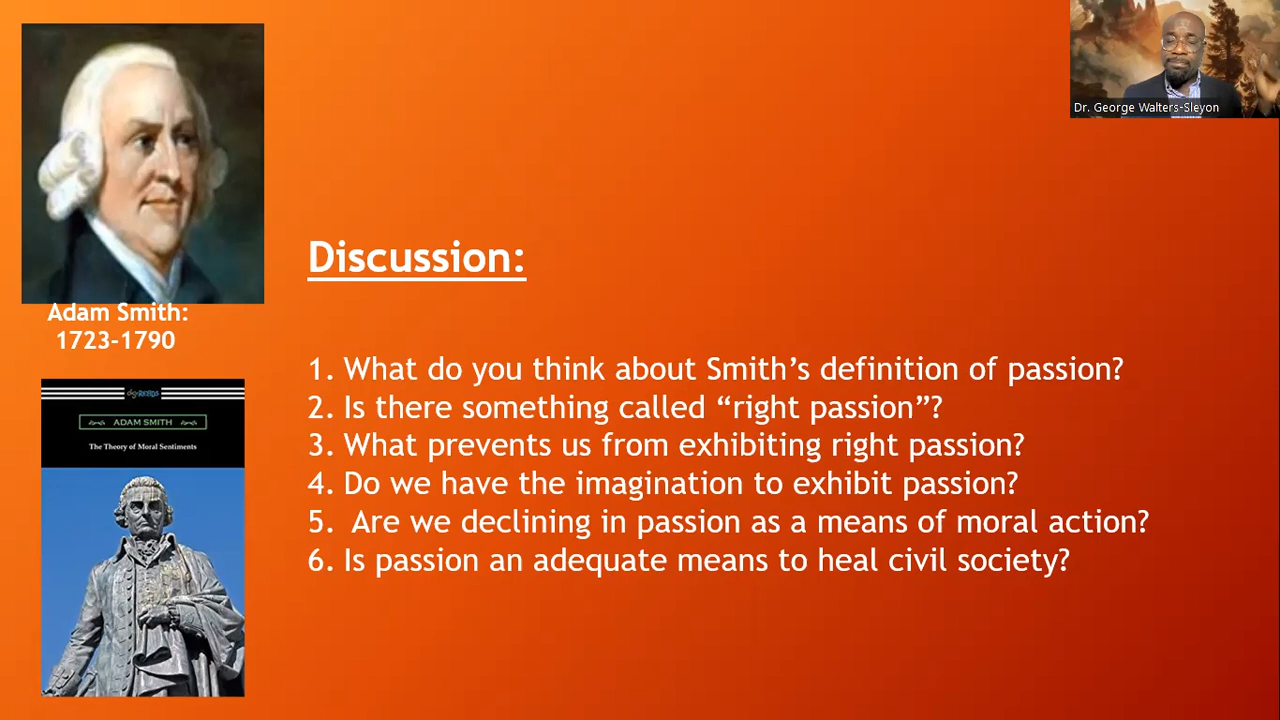 Dr. George Walters-Sleyon
Adam Smith:
1723-1790
ADAM SMITH
The Theory of Moral Sentiments
Discussion:
1. What do you think about Smith’s definition of passion?
2. Is there something called “right passion”?
3. What prevents us from exhibiting right passion?
4. Do we have the imagination to exhibit passion?
5. Are we declining in passion as a means of moral action?
6. Is passion an adequate means to heal civil society?